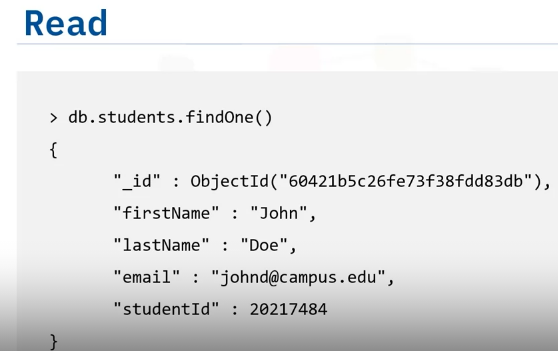 Read
> db.students.findOne()
{
"_id" : ObjectId("60421b5c26fe73f38fdd83db"),
"firstName" : "John",
"lastName" : "Doe",
"email" : "johnd@campus.edu",
"studentId" : 20217484
}